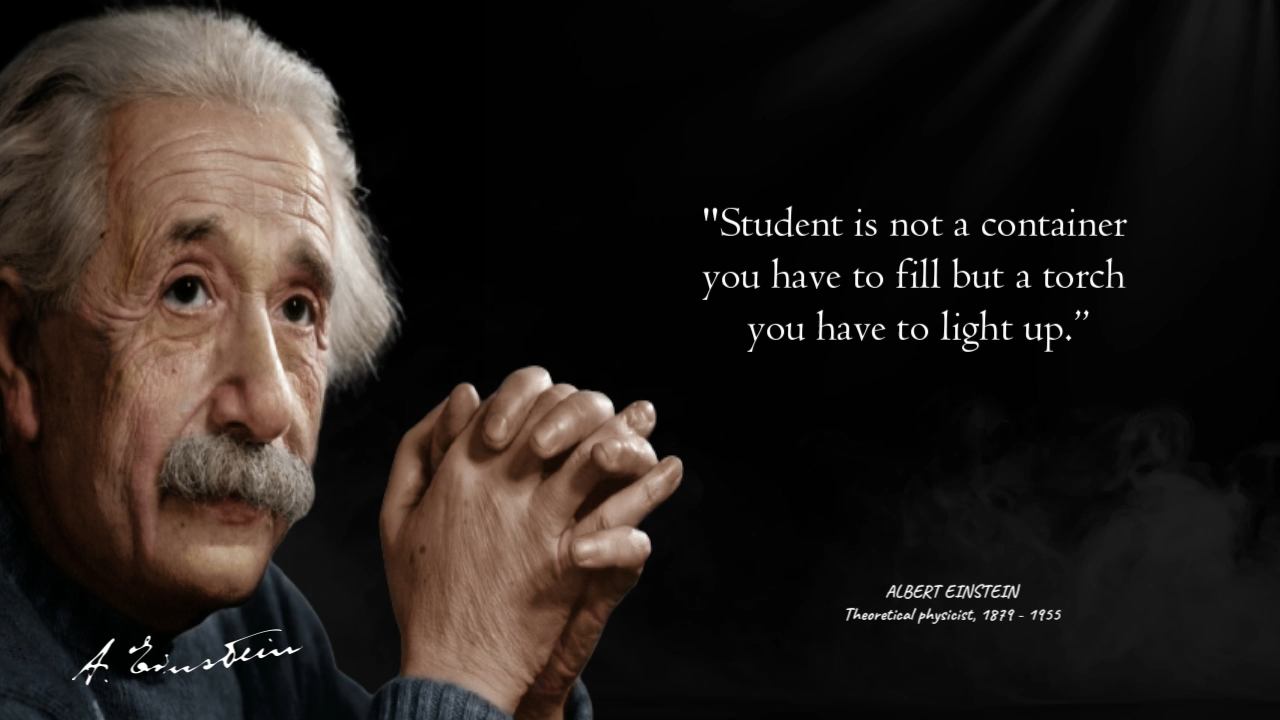 "Student is not a container
you have to fill but a torch
you have to light up.”
ALBERT EINSTEIN
Theoretical physicist, 1879 - 1955
A. Einstein